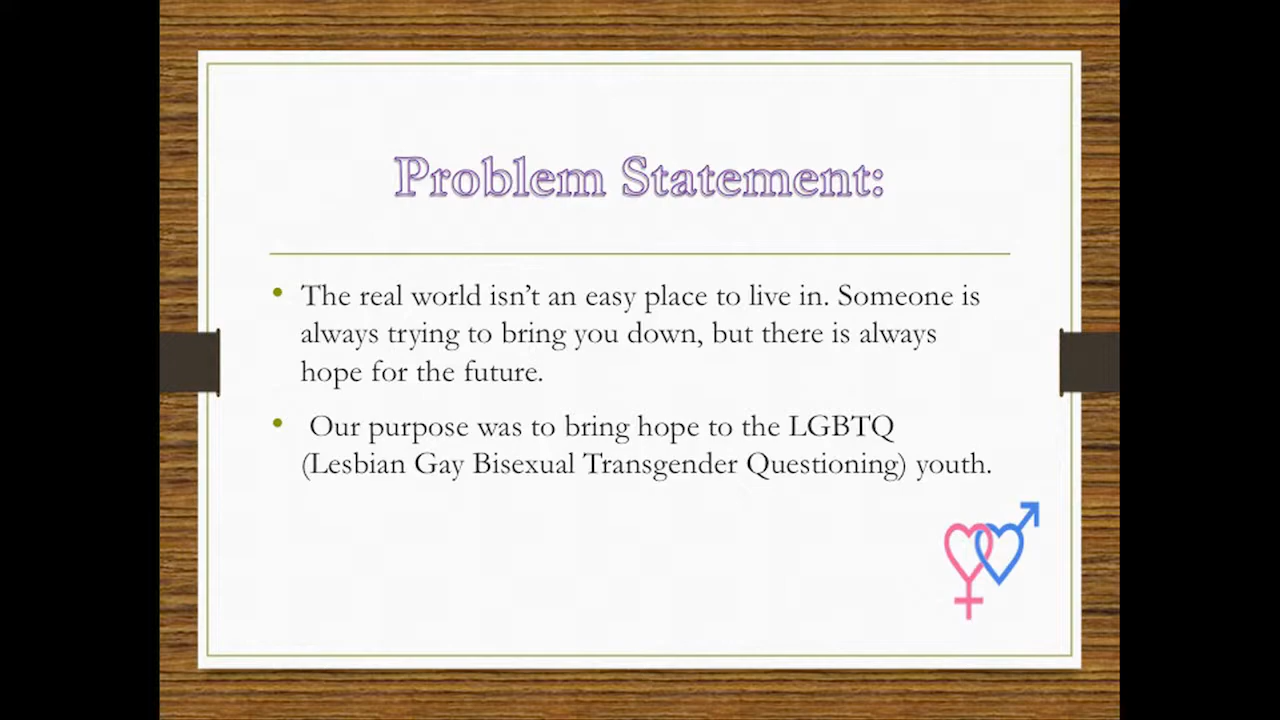 Problem Statement:
• The real world isn’t an easy place to live in. Someone is
always trying to bring you down, but there is always
hope for the future.
• Our purpose was to bring hope to the LGBTQ
(Lesbian Gay Bisexual Transgender Questioning) youth.